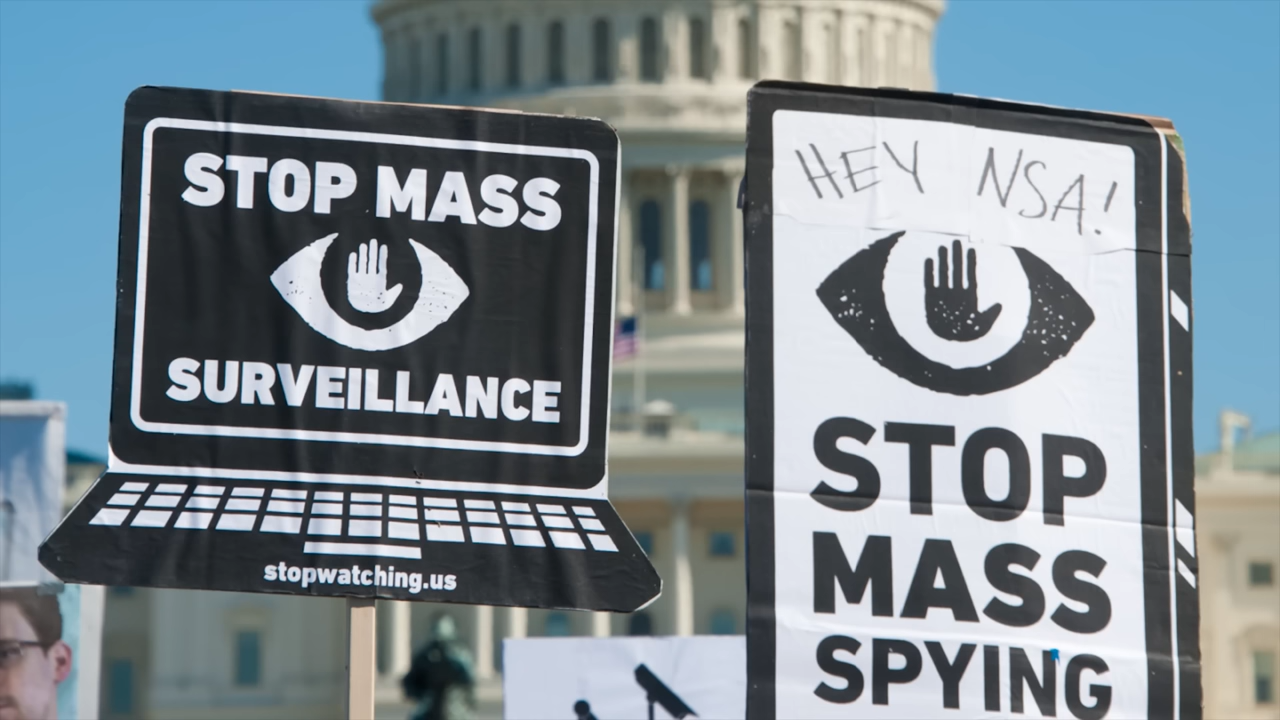 STOP MASS
SURVEILLANCE
stopwatching.us
HEY NSA!
STOP
MASS
SPYING